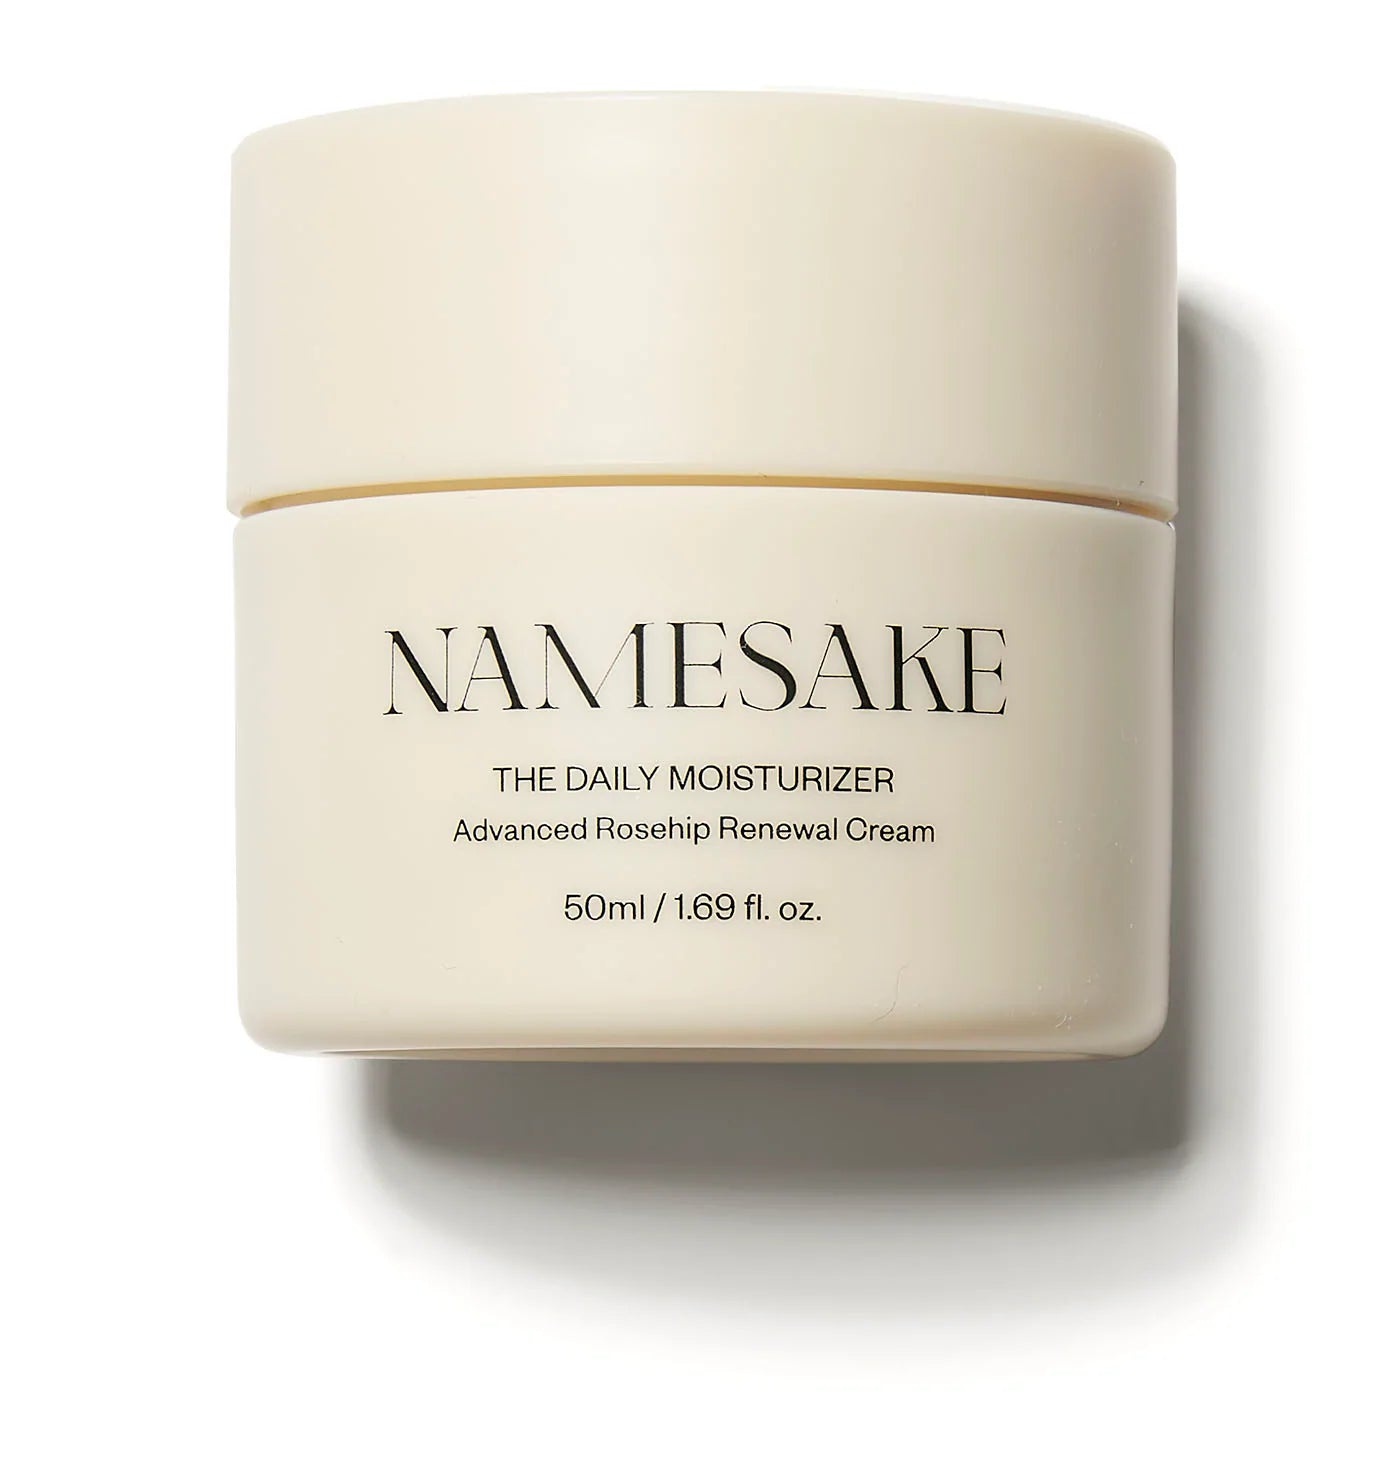 NAMESAKE
THE DAILY MOISTURIZER
Advanced Rosehip Renewal Cream
50ml / 1.69 fl. oz.